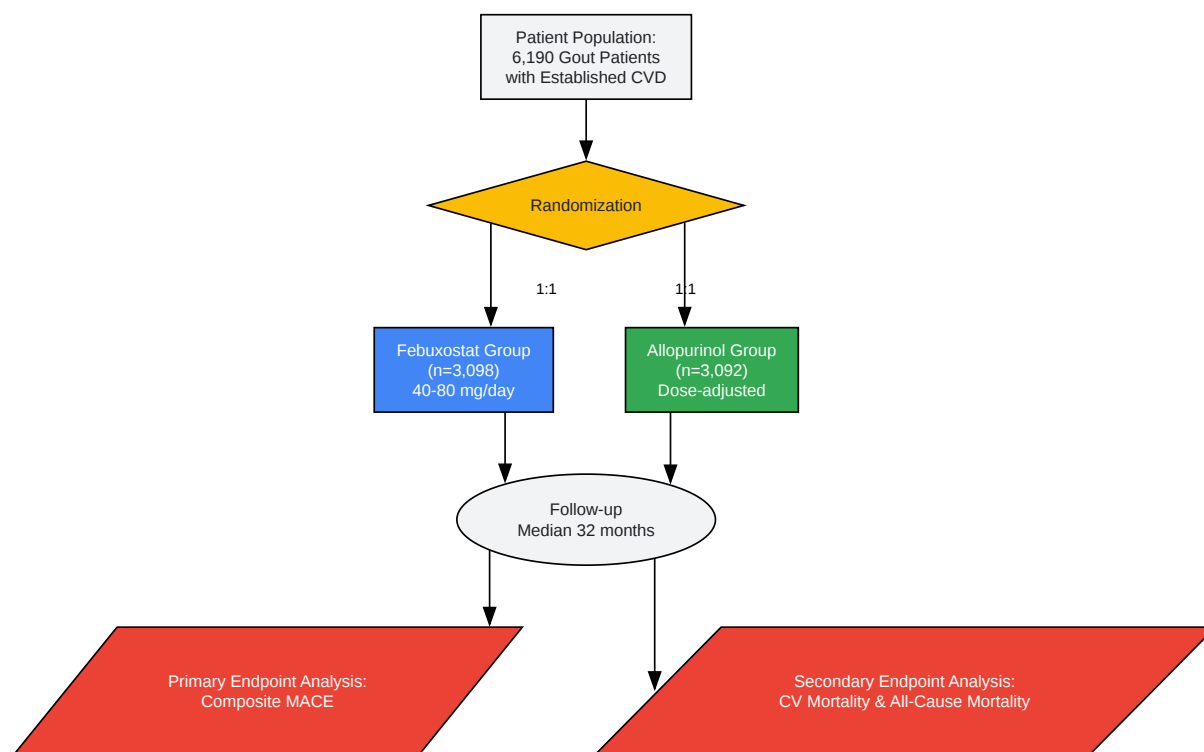 Patient Population:
6,190 Gout Patients
with Established CVD
Randomization
1:1
1:1
Febuxostat Group
(n=3,098)
40-80 mg/day
Allopurinol Group
(n=3,092)
Dose-adjusted
Follow-up
Median 32 months
Primary Endpoint Analysis:
Composite MACE
Secondary Endpoint Analysis:
CV Mortality & All-Cause Mortality